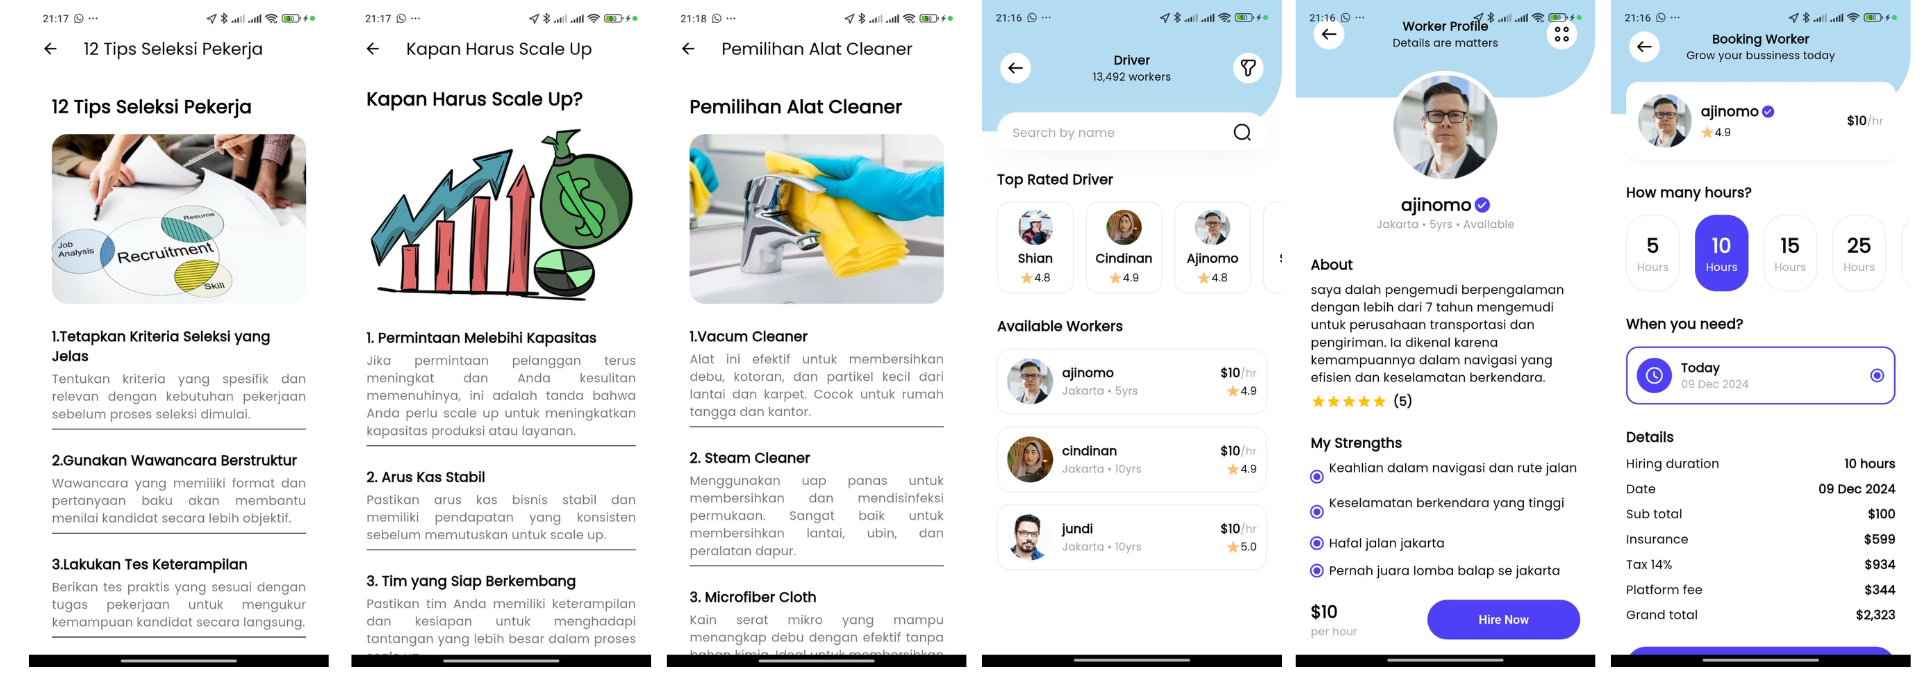 21:17 ...
12 Tips Seleksi Pekerja
12 Tips Seleksi Pekerja
Resume
Job
Analysis
Recruitment
Skill
1.Tetapkan Kriteria Seleksi yang
Jelas
Tentukan kriteria yang spesifik dan
relevan dengan kebutuhan pekerjaan
sebelum proses seleksi dimulai.
2.Gunakan Wawancara Berstruktur
Wawancara yang memiliki format dan
pertanyaan baku akan membantu
menilai kandidat secara lebih objektif.
3.Lakukan Tes Keterampilan
Berikan tes praktis yang sesuai dengan
tugas pekerjaan untuk mengukur
kemampuan kandidat secara langsung.
21:17 ...
Kapan Harus Scale Up
Kapan Harus Scale Up?
$
1. Permintaan Melebihi Kapasitas
Jika permintaan pelanggan terus
meningkat dan Anda kesulitan
memenuhinya, ini adalah tanda bahwa
Anda perlu scale up untuk meningkatkan
kapasitas produksi atau layanan.
2. Arus Kas Stabil
Pastikan arus kas bisnis stabil dan
memiliki pendapatan yang konsisten
sebelum memutuskan untuk scale up.
3. Tim yang Siap Berkembang
Pastikan tim Anda memiliki keterampilan
dan kesiapan untuk menghadapi
tantangan yang lebih besar dalam proses
21:18 ...
Pemilihan Alat Cleaner
Pemilihan Alat Cleaner
1.Vacum Cleaner
Alat ini efektif untuk membersihkan
debu, kotoran, dan partikel kecil dari
lantai dan karpet. Cocok untuk rumah
tangga dan kantor.
2. Steam Cleaner
Menggunakan uap panas untuk
membersihkan dan mendisinfeksi
permukaan. Sangat baik untuk
membersihkan lantai, ubin, dan
peralatan dapur.
3. Microfiber Cloth
Kain serat mikro yang mampu
menangkap debu dengan efektif tanpa
bahan kimia. Ideal untuk membersihkan
21:16 ...
Driver
13,492 workers
Search by name
Top Rated Driver
Shian
4.8
Cindinan
4.9
Ajinomo
4.8
Available Workers
ajinomo
$10/hr
Jakarta • 5yrs
4.9
cindinan
$10/hr
Jakarta • 10yrs
4.9
jundi
$10/hr
Jakarta • 10yrs
5.0
21:16 ...
Worker Profile
Details are matters
ajinomo
Jakarta • 5yrs • Available
About
saya dalah pengemudi berpengalaman
dengan lebih dari 7 tahun mengemudi
untuk perusahaan transportasi dan
pengiriman. Ia dikenal karena
kemampuannya dalam navigasi yang
efisien dan keselamatan berkendara.
(5)
My Strengths
Keahlian dalam navigasi dan rute jalan
Keselamatan berkendara yang tinggi
Hafal jalan jakarta
Pernah juara lomba balap se jakarta
$10
per hour
Hire Now
21:16 ...
Booking Worker
Grow your bussiness today
ajinomo
4.9
$10/hr
How many hours?
5
Hours
10
Hours
15
Hours
25
Hours
When you need?
Today
09 Dec 2024
Details
Hiring duration 10 hours
Date 09 Dec 2024
Sub total $100
Insurance $599
Tax 14% $934
Platform fee $344
Grand total $2,323